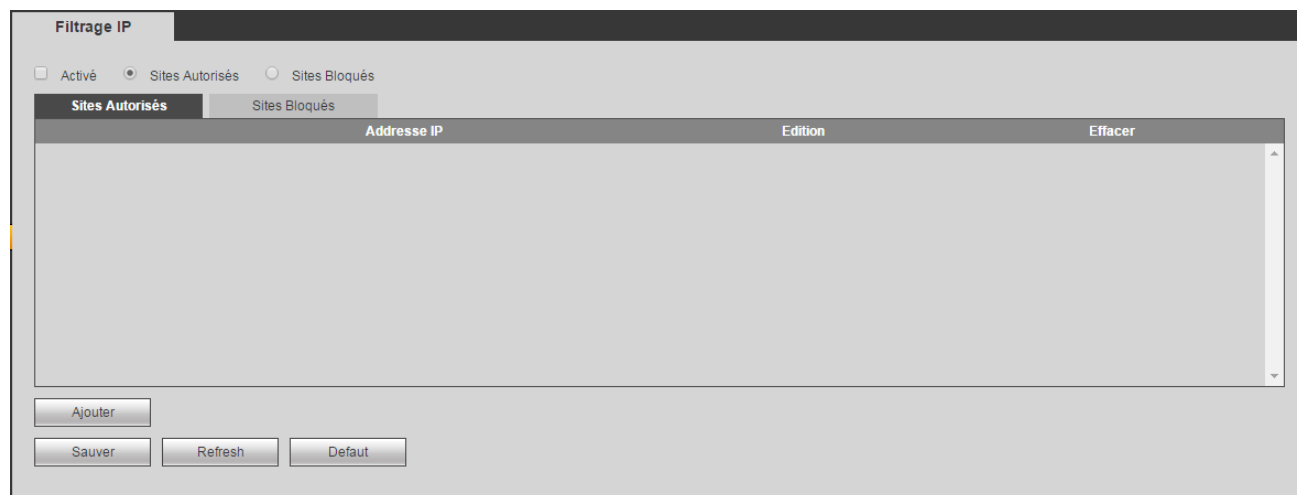 Filtrage IP
Activé Sites Autorisés Sites Bloqués
Sites Autorisés Sites Bloqués
Addresse IP Edition Effacer
Ajouter
Sauver Refresh Defaut